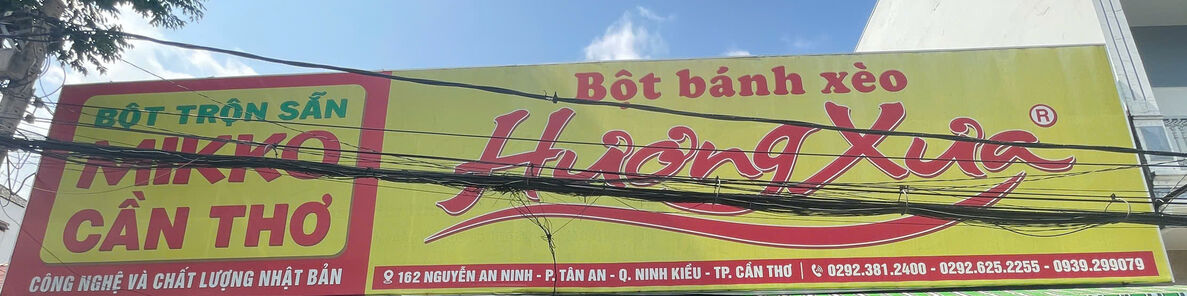 BỘT TRỘN SẴN
MIKKO
CẦN THƠ
CÔNG NGHỆ VÀ CHẤT LƯỢNG NHẬT BẢN
Bột bánh xèo
Hương Xưa ®
162 NGUYỄN AN NINH - P. TÂN AN - Q. NINH KIỀU - TP. CẦN THƠ | 0292.381.2400 - 0292.625.2255 - 0939.299079